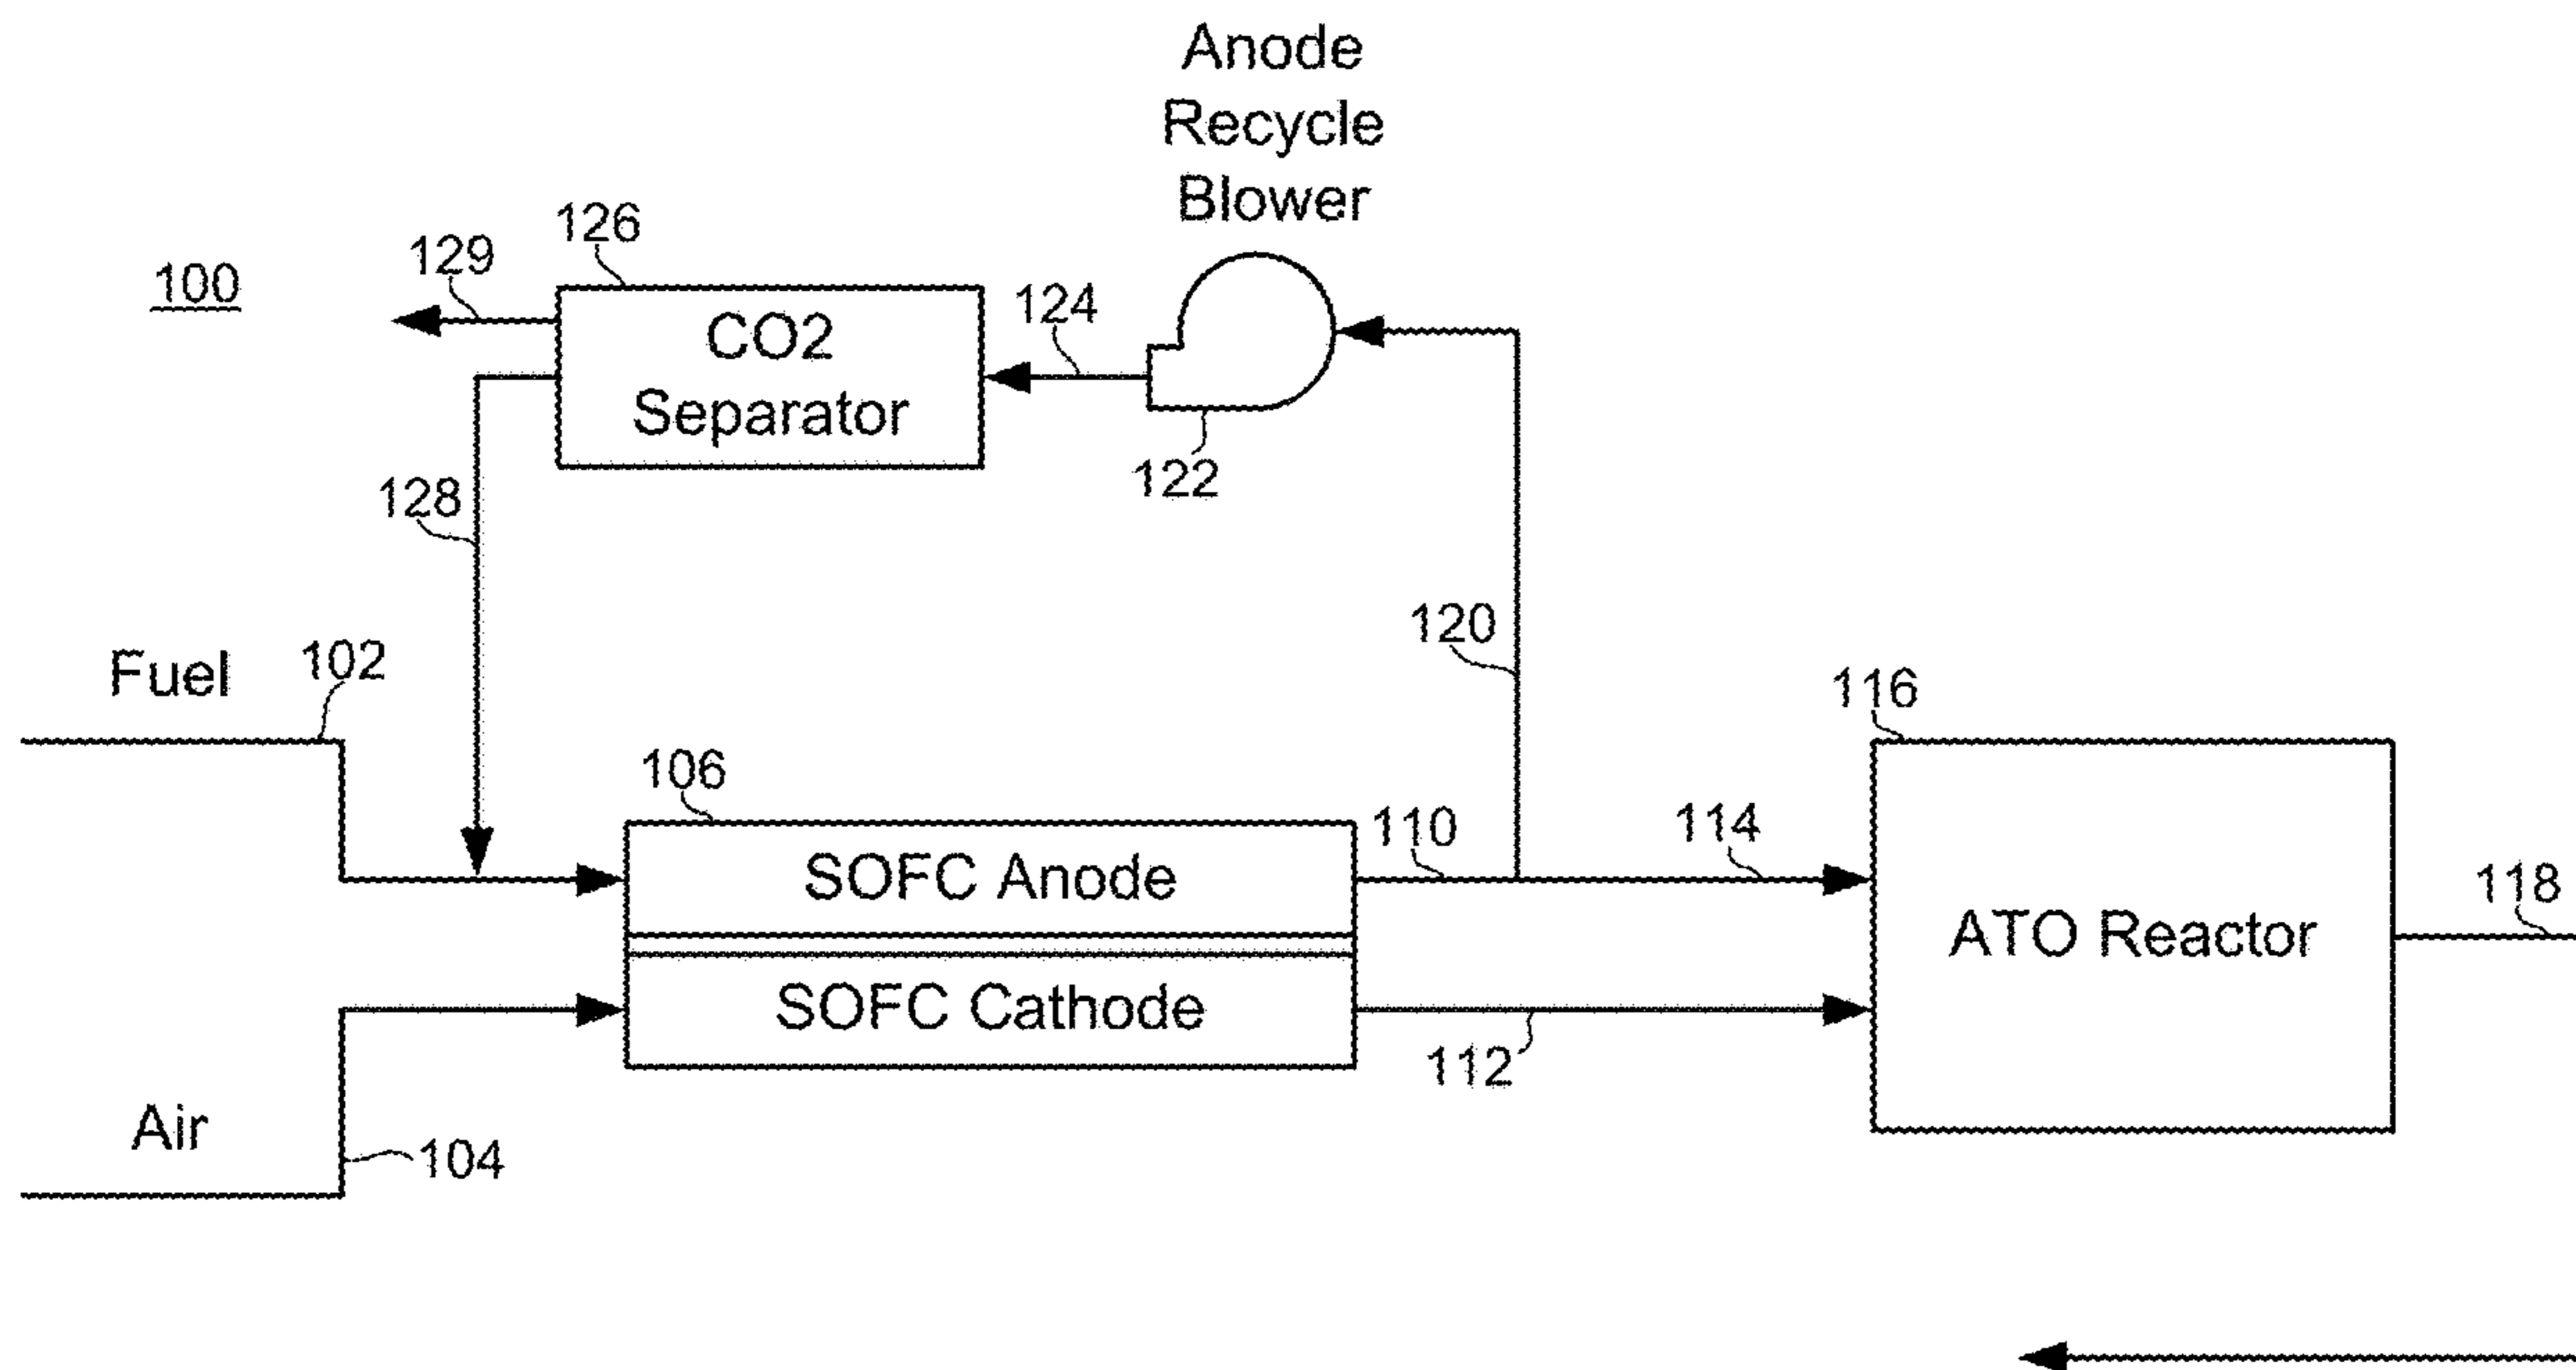 Anode
Recycle
Blower
100
129
126
CO2
Separator
124
122
128
120
Fuel
102
106
SOFC Anode
110
114
116
ATO Reactor
118
SOFC Cathode
112
Air
104